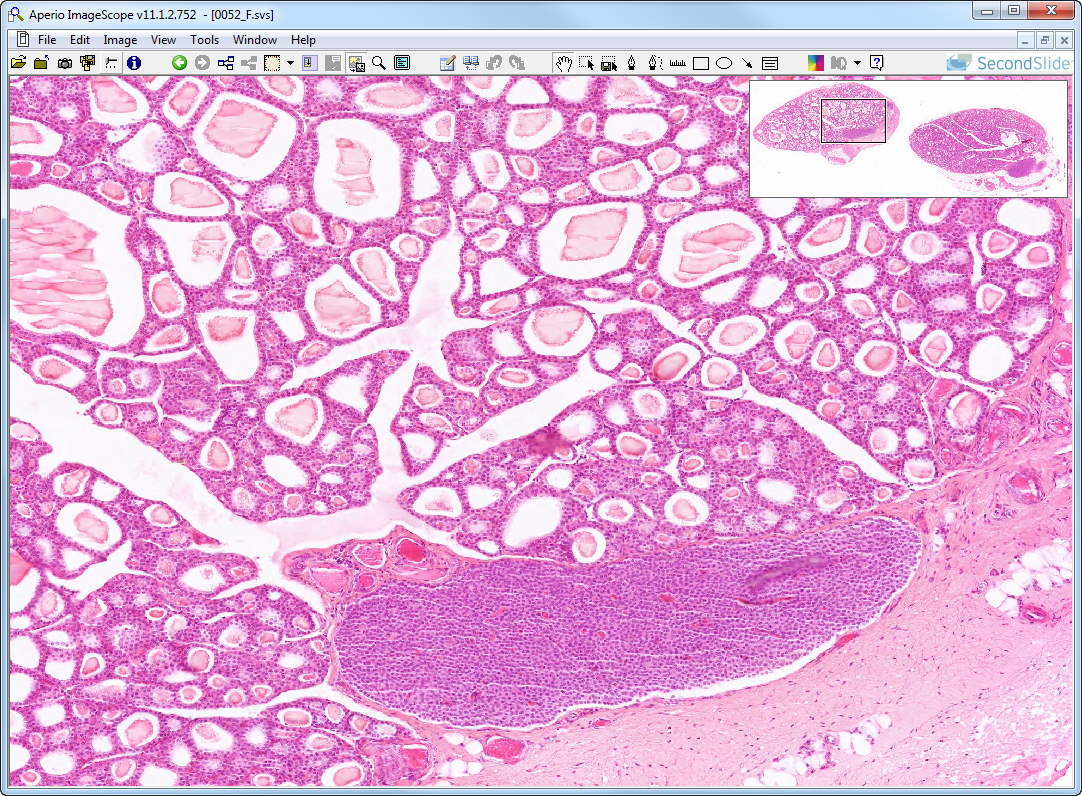 Aperio ImageScope v11.1.2.752 - [0052_F.svs]
File Edit Image View Tools Window Help
SecondSlide